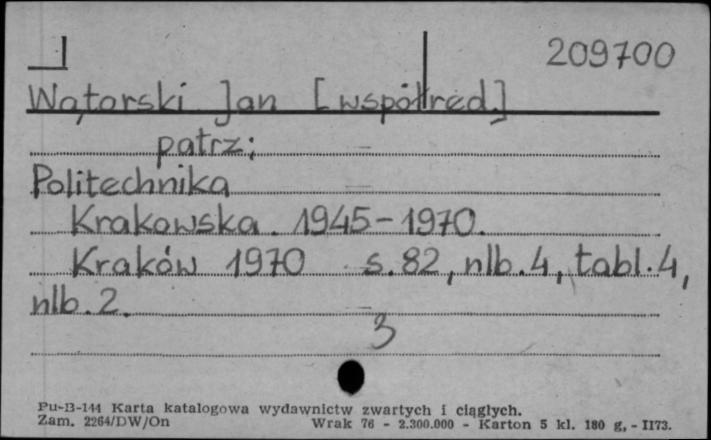 209700
Wątorski Jan [współred.]
patrz:
Politechnika
Krakowska. 1945-1970.
Kraków 1970 s. 82, nlb. 4, tabl. 4,
nlb. 2.
3
Pu-B-144 Karta katalogowa wydawnictw zwartych i ciągłych.
Zam. 2264/DW/On Wrak 76 - 2.300.000 - Karton 5 kl. 180 g, - II73.